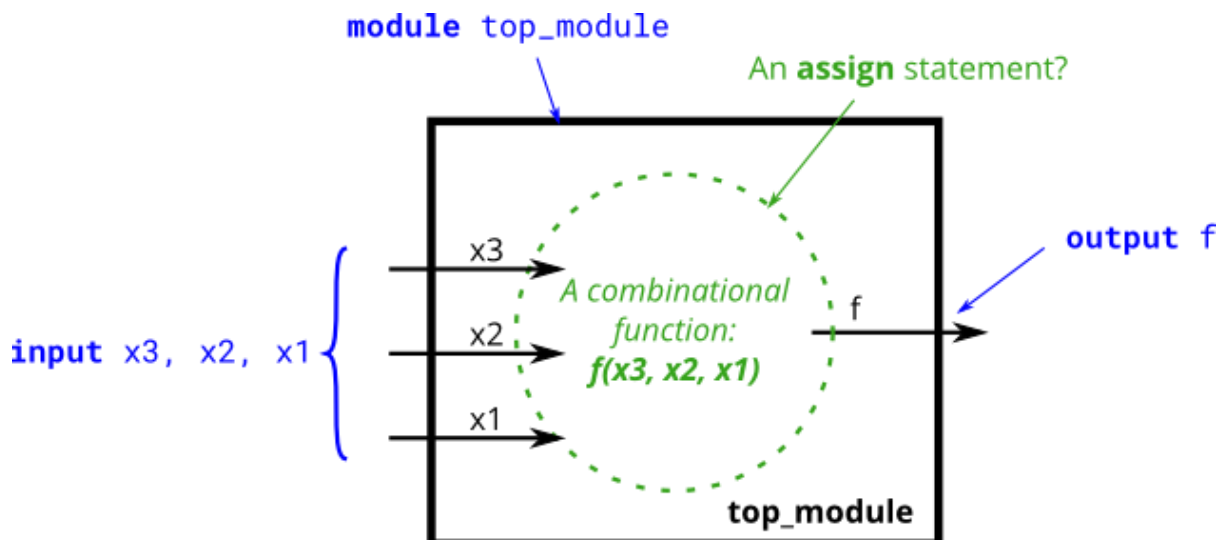 module top_module
An assign statement?
x3
output f
A combinational
f
function:
input x3, x2, x1
x2
f(x3, x2, x1)
x1
top_module